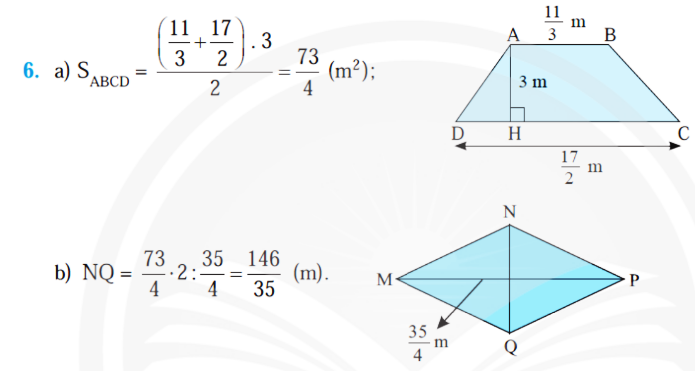 6. a) S_ABCD = ((11/3 + 17/2) . 3)/2 = 73/4 (m²);
11/3 m
A B
3 m
D H C
17/2 m
b) NQ = 73/4 · 2 : 35/4 = 146/35 (m).
N
M P
35/4 m
Q